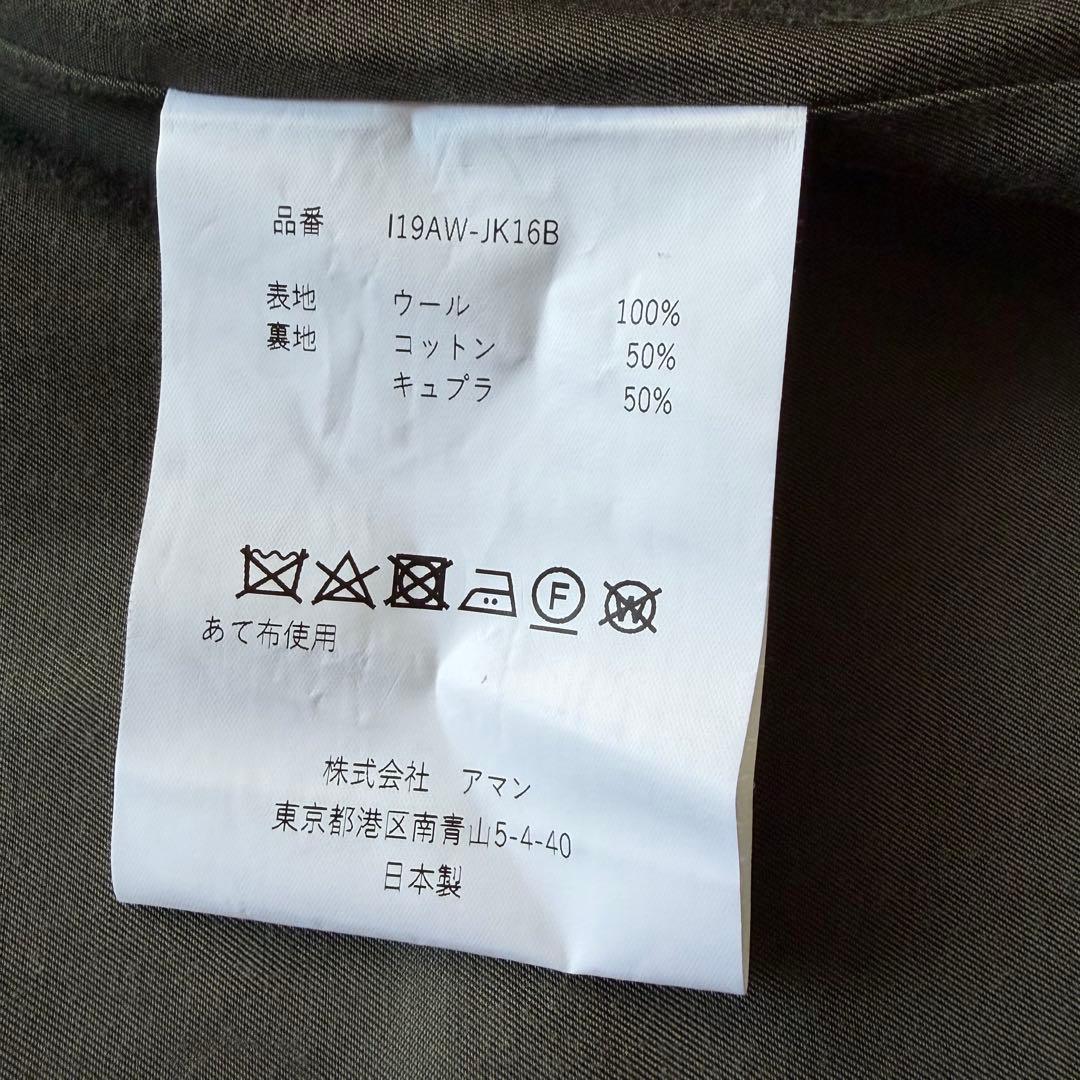 品番 I19AW-JK16B
表地 ウール 100%
裏地 コットン 50%
キュプラ 50%
F W
あて布使用
株式会社 アマン
東京都港区南青山5-4-40
日本製